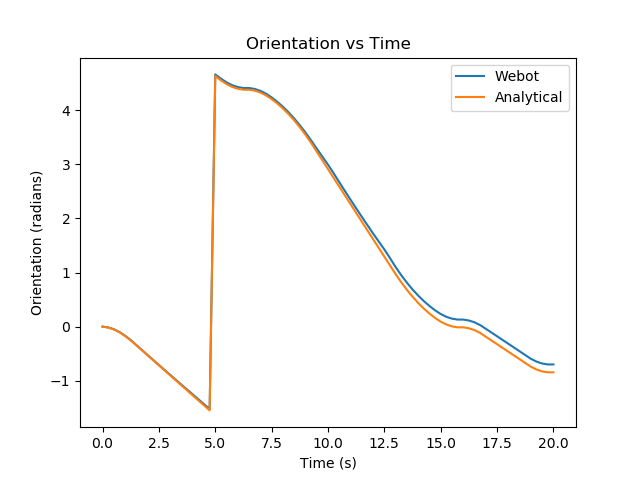 Orientation vs Time
Webot
Analytical
Orientation (radians)
4
3
2
1
0
−1
0.0 2.5 5.0 7.5 10.0 12.5 15.0 17.5 20.0
Time (s)